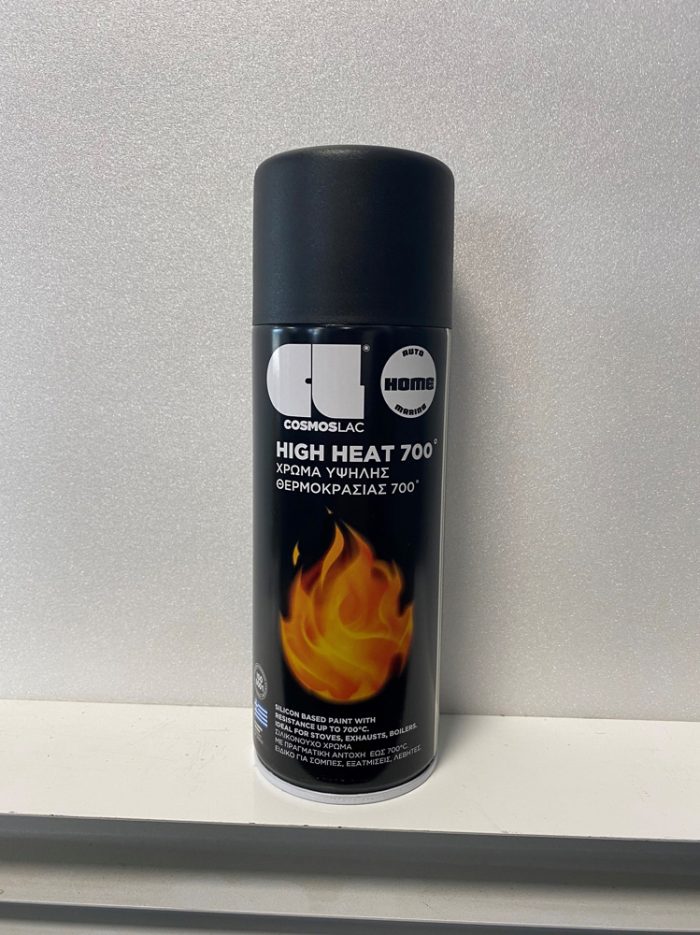 CL®
COSMOSLAC
AUTO
HOME
MARINE
HIGH HEAT 700°
ΧΡΩΜΑ ΥΨΗΛΗΣ
ΘΕΡΜΟΚΡΑΣΙΑΣ 700°
SILICON BASED PAINT WITH
RESISTANCE UP TO 700°C.
IDEAL FOR STOVES, EXHAUSTS, BOILERS.
ΣΙΛΙΚΟΝΟΥΧΟ ΧΡΩΜΑ
ΜΕ ΠΡΑΓΜΑΤΙΚΗ ΑΝΤΟΧΗ ΕΩΣ 700°C.
ΕΙΔΙΚΟ ΓΙΑ ΣΟΜΠΕΣ, ΕΞΑΤΜΙΣΕΙΣ, ΛΕΒΗΤΕΣ.